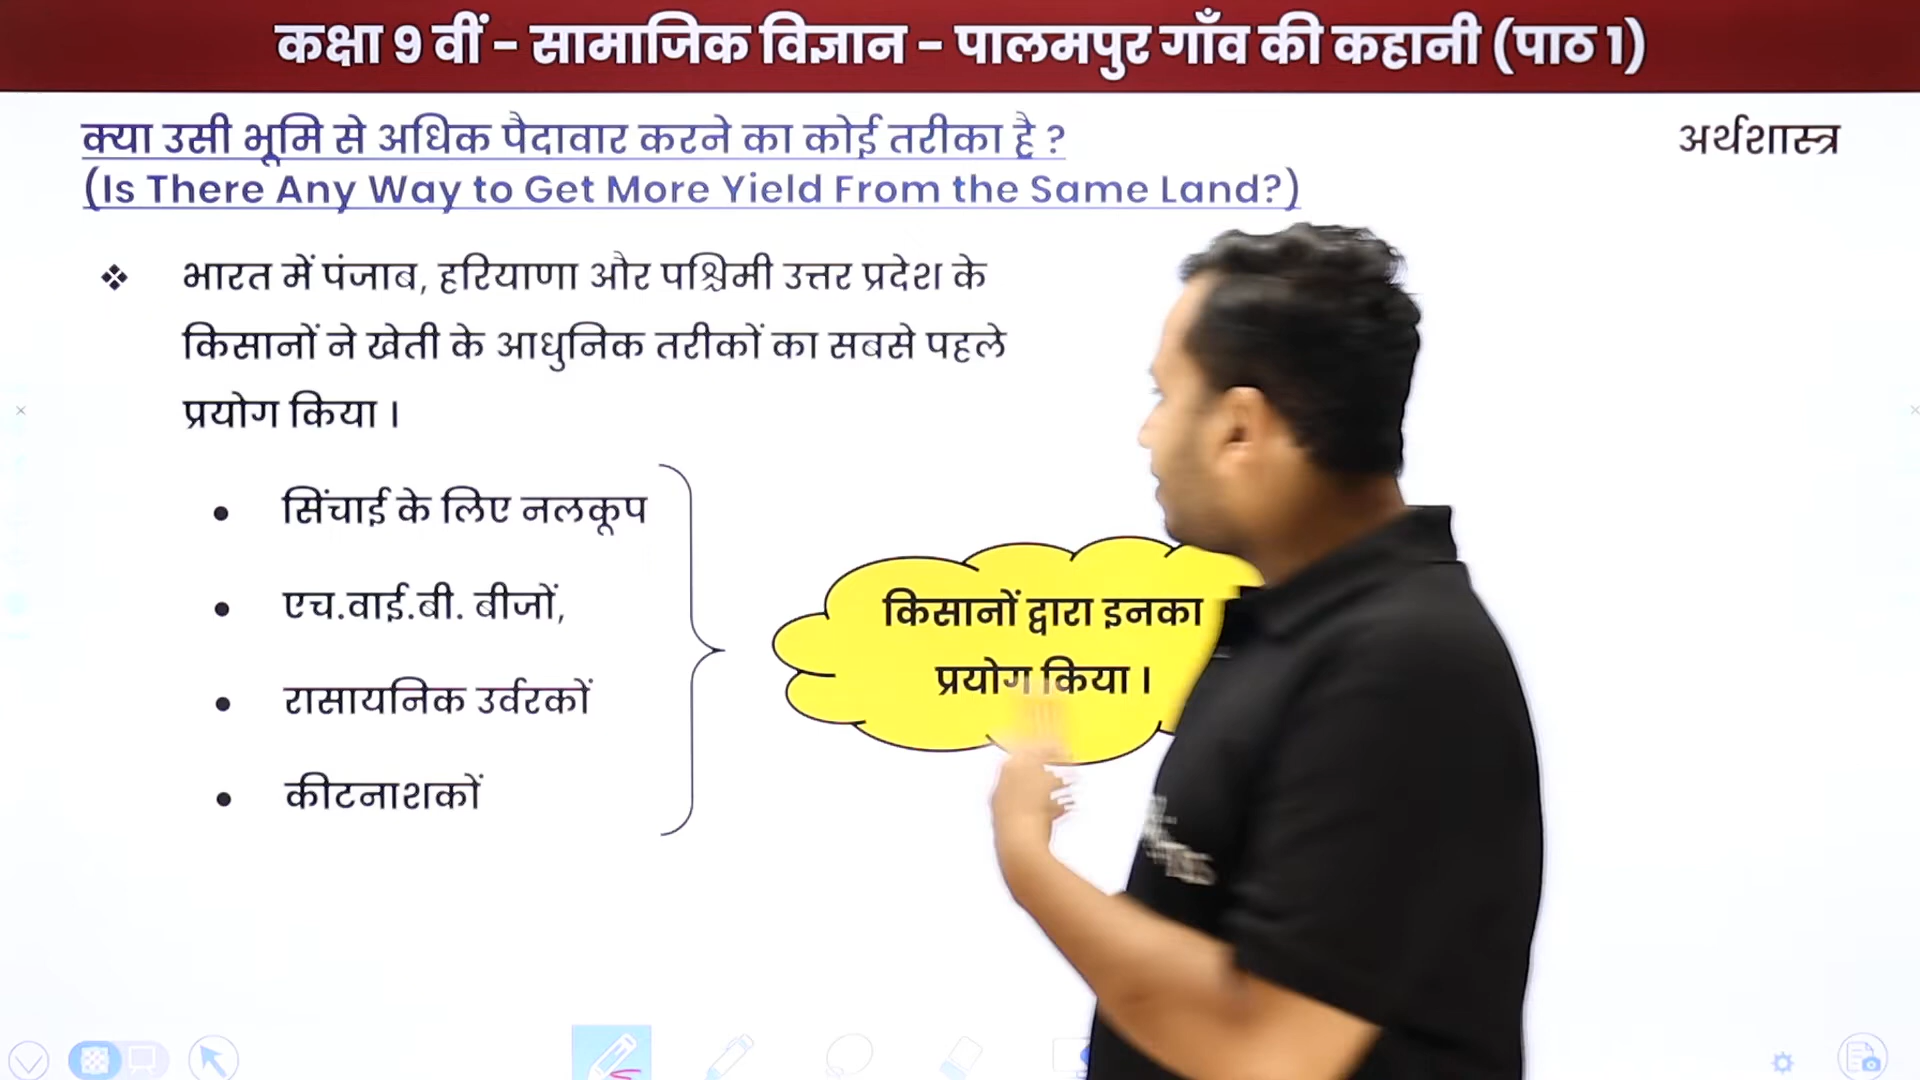 कक्षा 9 वीं – सामाजिक विज्ञान – पालमपुर गाँव की कहानी (पाठ 1)
क्या उसी भूमि से अधिक पैदावार करने का कोई तरीका है ?
अर्थशास्त्र
(Is There Any Way to Get More Yield From the Same Land?)
भारत में पंजाब, हरियाणा और पश्चिमी उत्तर प्रदेश के
किसानों ने खेती के आधुनिक तरीकों का सबसे पहले
प्रयोग किया ।
सिंचाई के लिए नलकूप
एच.वाई.बी. बीजों,
रासायनिक उर्वरकों
कीटनाशकों
किसानों द्वारा इनका
प्रयोग किया ।